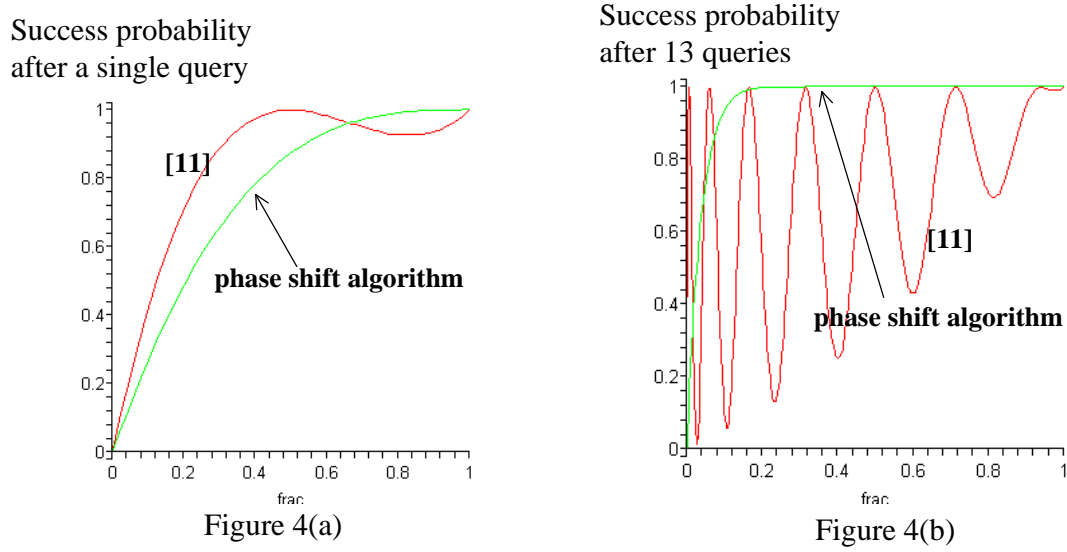 Success probability
after a single query
1
0.8
0.6
0.4
0.2
0
[11]
phase shift algorithm
0
0.2
0.4
0.6
0.8
1
frac
Figure 4(a)
Success probability
after 13 queries
1
0.8
0.6
0.4
0.2
0
[11]
phase shift algorithm
0
0.2
0.4
0.6
0.8
1
frac
Figure 4(b)